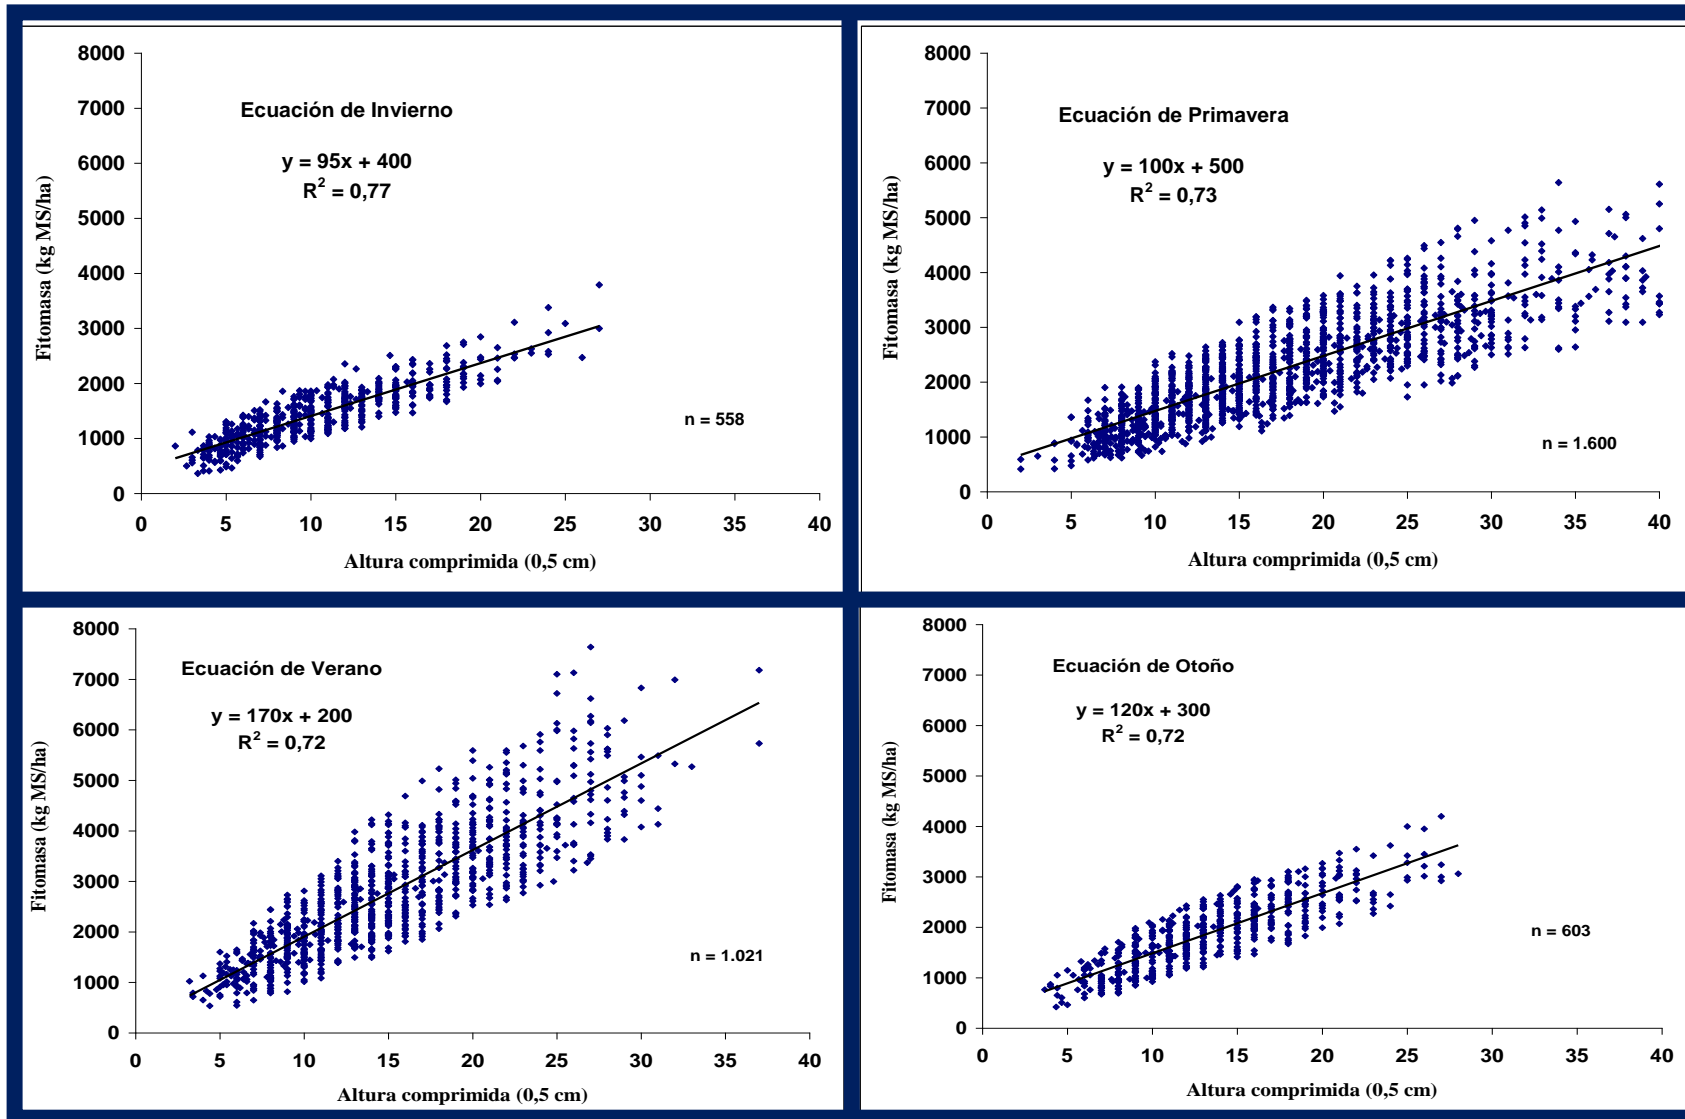 Ecuación de Invierno
y = 95x + 400
R² = 0,77
n = 558
Fitomasa (kg MS/ha)
8000
7000
6000
5000
4000
3000
2000
1000
0
0 5 10 15 20 25 30 35 40
Altura comprimida (0,5 cm)
Ecuación de Primavera
y = 100x + 500
R² = 0,73
n = 1.600
Fitomasa (kg MS/ha)
8000
7000
6000
5000
4000
3000
2000
1000
0
0 5 10 15 20 25 30 35 40
Altura comprimida (0,5 cm)
Ecuación de Verano
y = 170x + 200
R² = 0,72
n = 1.021
Fitomasa (kg MS/ha)
8000
7000
6000
5000
4000
3000
2000
1000
0
0 5 10 15 20 25 30 35 40
Altura comprimida (0,5 cm)
Ecuación de Otoño
y = 120x + 300
R² = 0,72
n = 603
Fitomasa (kg MS/ha)
8000
7000
6000
5000
4000
3000
2000
1000
0
0 5 10 15 20 25 30 35 40
Altura comprimida (0,5 cm)